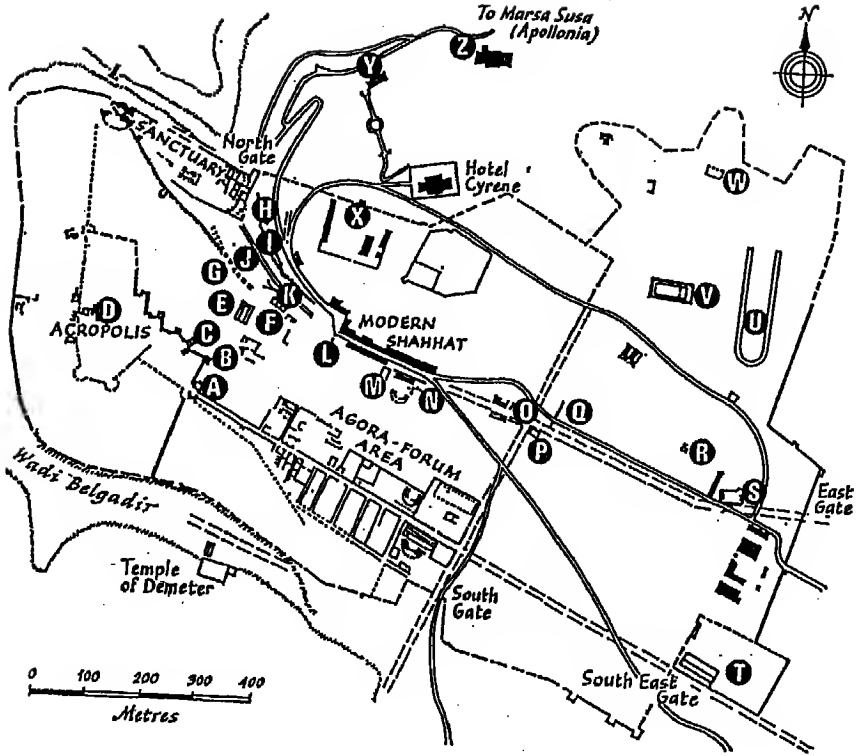 To Marsa Susa
(Apollonia)
N
Z
Y
North
Gate
SANCTUARY
Hotel
Cyrene
W
H
X
I
J
G
V
U
E
K
F
D
ACROPOLIS
C
B
L
MODERN
SHAHHAT
A
M
N
O
Q
P
AGORA-FORUM
AREA
R
S
East
Gate
Wadi Belgadir
Temple
of Demeter
South
Gate
T
South East
Gate
0 100 200 300 400
Metres